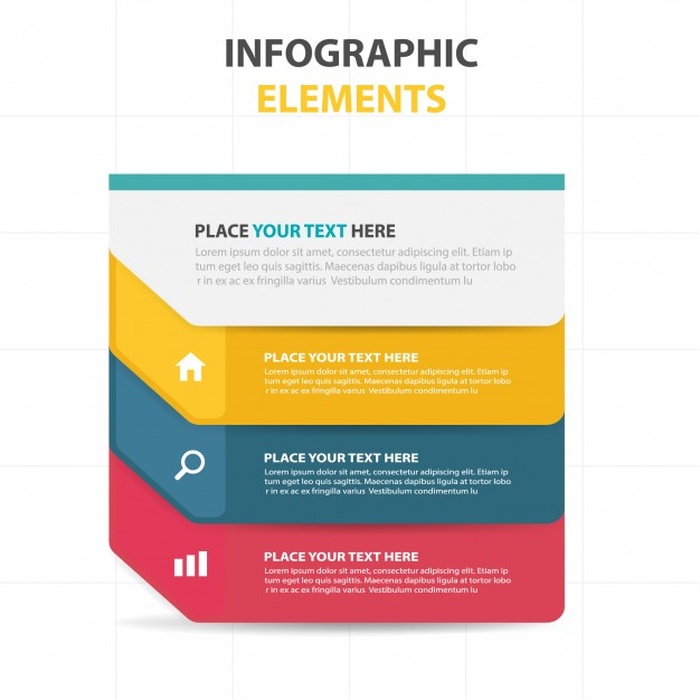 INFOGRAPHIC
ELEMENTS
PLACE YOUR TEXT HERE
Lorem ipsum dolor sit amet, consectetur adipiscing elit. Etiam ip
tum eget quis sagittis. Maecenas dapibus ligula at tortor lobo
r in ex ac ex fringilla varius Vestibulum condimentum lu
PLACE YOUR TEXT HERE
Lorem ipsum dolor sit amet, consectetur adipiscing elit. Etiam ip
tum eget quis sagittis. Maecenas dapibus ligula at tortor lobo
r in ex ac ex fringilla varius Vestibulum condimentum lu
PLACE YOUR TEXT HERE
Lorem ipsum dolor sit amet, consectetur adipiscing elit. Etiam ip
tum eget quis sagittis. Maecenas dapibus ligula at tortor lobo
r in ex ac ex fringilla varius Vestibulum condimentum lu
PLACE YOUR TEXT HERE
Lorem ipsum dolor sit amet, consectetur adipiscing elit. Etiam ip
tum eget quis sagittis. Maecenas dapibus ligula at tortor lobo
r in ex ac ex fringilla varius Vestibulum condimentum lu